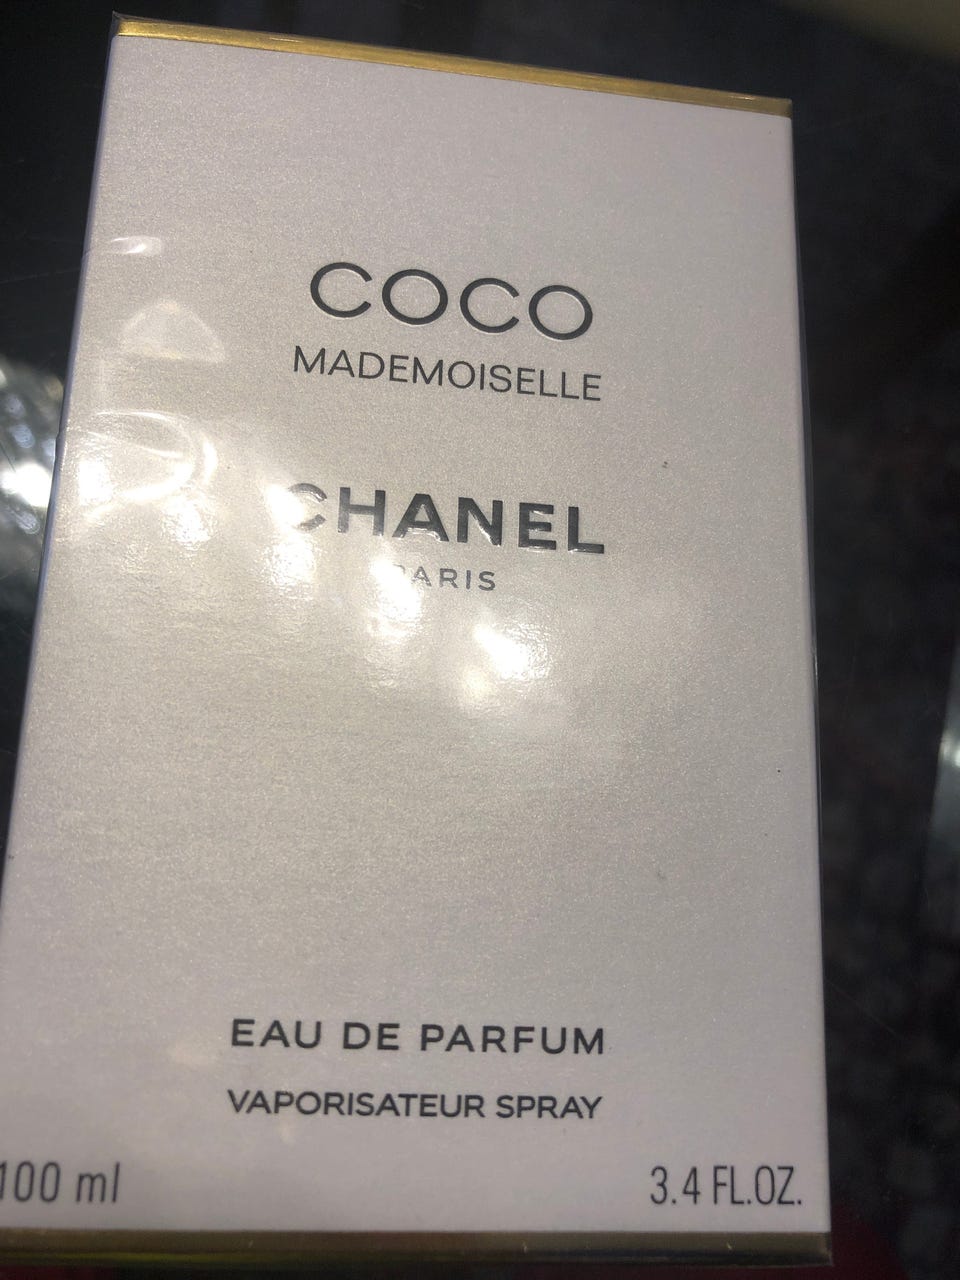 COCO
MADEMOISELLE
CHANEL
PARIS
EAU DE PARFUM
VAPORISATEUR SPRAY
100 ml 3.4 FL.OZ.